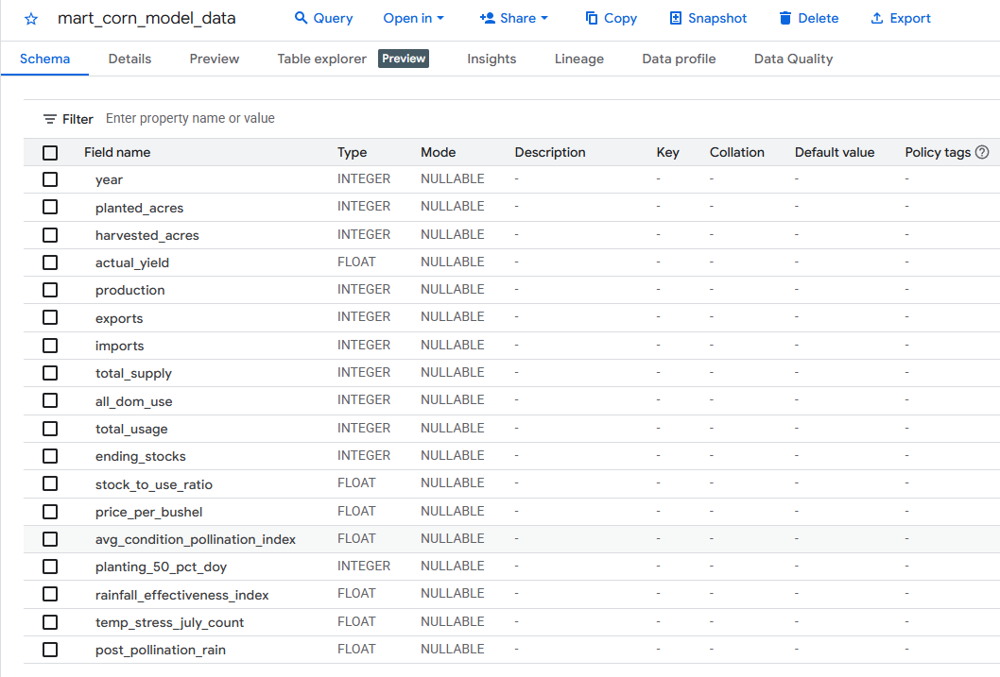 mart_corn_model_data Query Open in Share Copy Snapshot Delete Export
Schema Details Preview Table explorer Preview Insights Lineage Data profile Data Quality
Filter Enter property name or value
Field name Type Mode Description Key Collation Default value Policy tags ?
year INTEGER NULLABLE - - - - -
planted_acres INTEGER NULLABLE - - - - -
harvested_acres INTEGER NULLABLE - - - - -
actual_yield FLOAT NULLABLE - - - - -
production INTEGER NULLABLE - - - - -
exports INTEGER NULLABLE - - - - -
imports INTEGER NULLABLE - - - - -
total_supply INTEGER NULLABLE - - - - -
all_dom_use INTEGER NULLABLE - - - - -
total_usage INTEGER NULLABLE - - - - -
ending_stocks INTEGER NULLABLE - - - - -
stock_to_use_ratio FLOAT NULLABLE - - - - -
price_per_bushel FLOAT NULLABLE - - - - -
avg_condition_pollination_index FLOAT NULLABLE - - - - -
planting_50_pct_doy INTEGER NULLABLE - - - - -
rainfall_effectiveness_index FLOAT NULLABLE - - - - -
temp_stress_july_count FLOAT NULLABLE - - - - -
post_pollination_rain FLOAT NULLABLE - - - - -